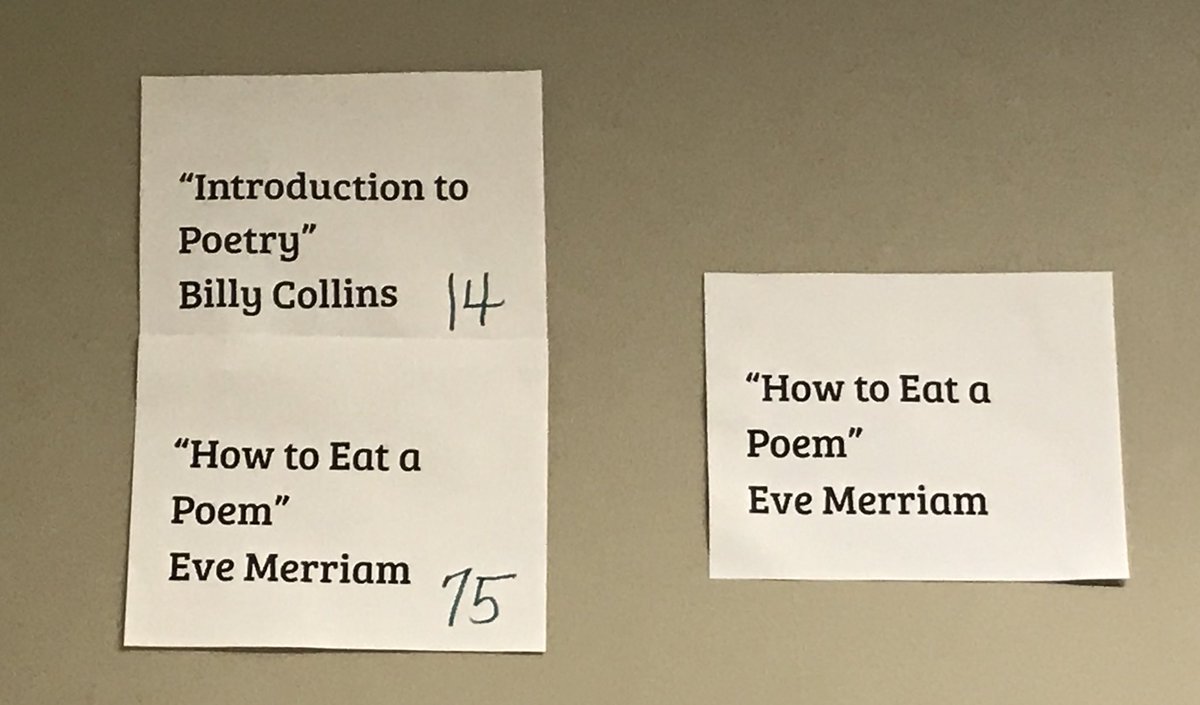 “Introduction to
Poetry”
Billy Collins 14
“How to Eat a
Poem”
Eve Merriam 15
“How to Eat a
Poem”
Eve Merriam